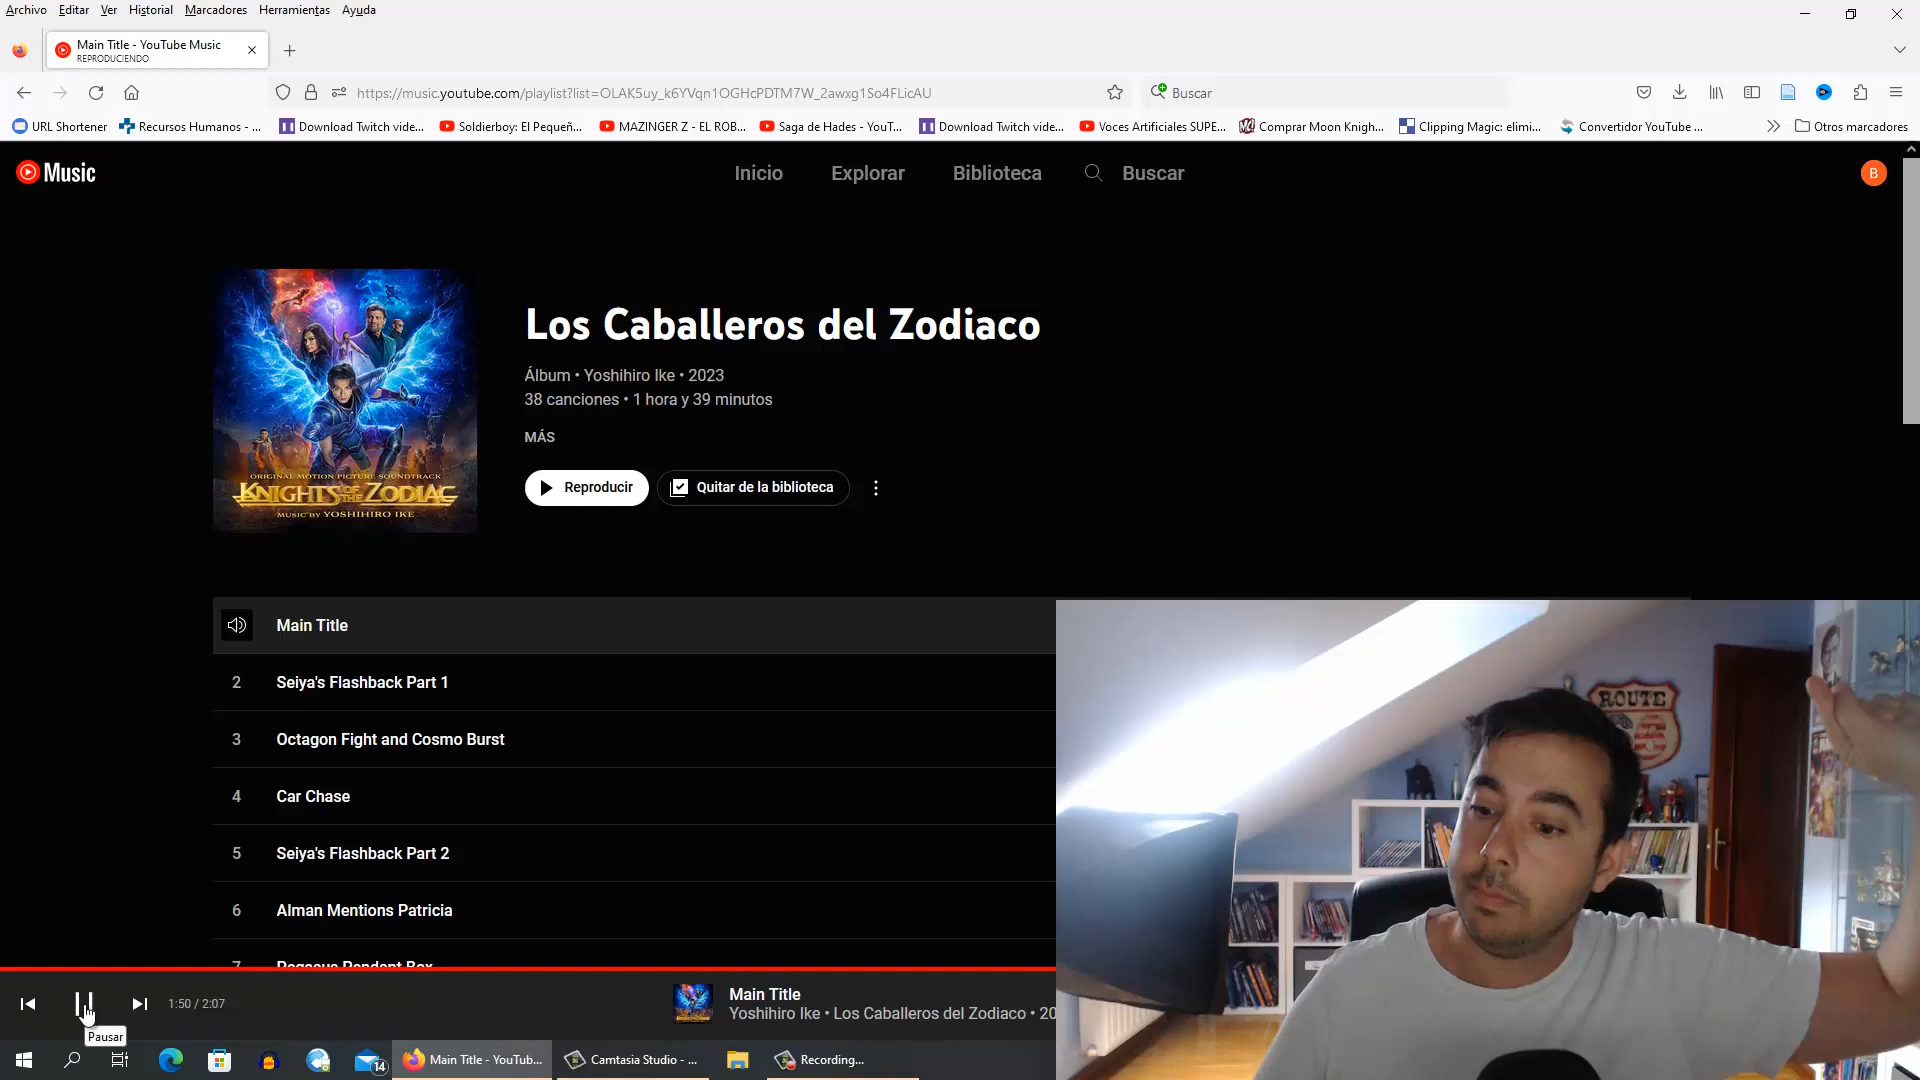 Archivo Editar Ver Historial Marcadores Herramientas Ayuda
Main Title - YouTube Music
REPRODUCIENDO
https://music.youtube.com/playlist?list=OLAK5uy_k6YVqn1OGHcPDTM7W_2awxg1So4FLicAU
Buscar
URL Shortener
Recursos Humanos - ...
Download Twitch vide...
Soldierboy: El Pequeñ...
MAZINGER Z - EL ROB...
Saga de Hades - YouT...
Download Twitch vide...
Voces Artificiales SUPE...
Comprar Moon Knigh...
Clipping Magic: elimi...
Convertidor YouTube ...
Otros marcadores
Music
Inicio
Explorar
Biblioteca
Buscar
B
Los Caballeros del Zodiaco
Álbum • Yoshihiro Ike • 2023
38 canciones • 1 hora y 39 minutos
MÁS
Reproducir
Quitar de la biblioteca
ORIGINAL MOTION PICTURE SOUNDTRACK
KNIGHTS OF THE ZODIAC
MUSIC BY YOSHIHIRO IKE
Main Title
2 Seiya's Flashback Part 1
3 Octagon Fight and Cosmo Burst
4 Car Chase
5 Seiya's Flashback Part 2
6 Alman Mentions Patricia
7 Pegasus Pendant Box
ROUTE
1:50 / 2:07
Main Title
Yoshihiro Ike • Los Caballeros del Zodiaco • 20
Pausar
14
Main Title - YouTub...
Camtasia Studio - ...
Recording...